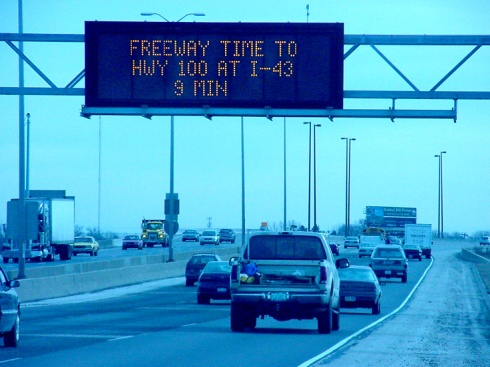 FREEWAY TIME TO
HWY 100 AT I-43
9 MIN